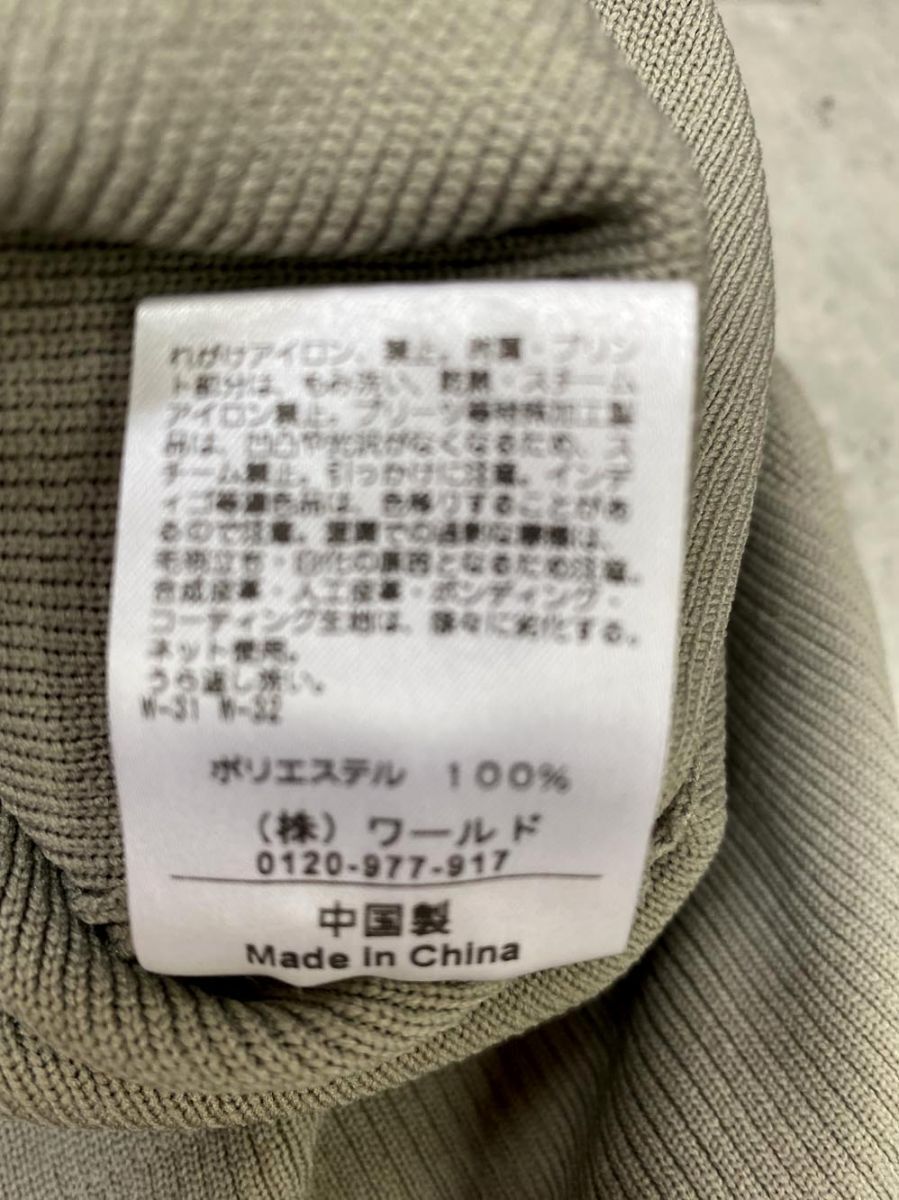 れがけアイロン、禁止。付属・プリン
ト部分は、もみ洗い、乾熱・スチーム
アイロン禁止。プリーツ等特殊加工製
品は、凹凸や光沢がなくなるため、ス
チーム禁止。引っかけに注意。インデ
ィゴ等濃色品は、色移りすることがあ
るので注意。着用での過剰な摩擦は、
毛羽立ち・白化の原因となるため注意。
合成皮革・人工皮革・ボンディング・
コーティング生地は、徐々に劣化する。
ネット使用。
うら返し洗い。
W-31 W-32
ポリエステル 100%
(株) ワールド
0120-977-917
中国製
Made in China